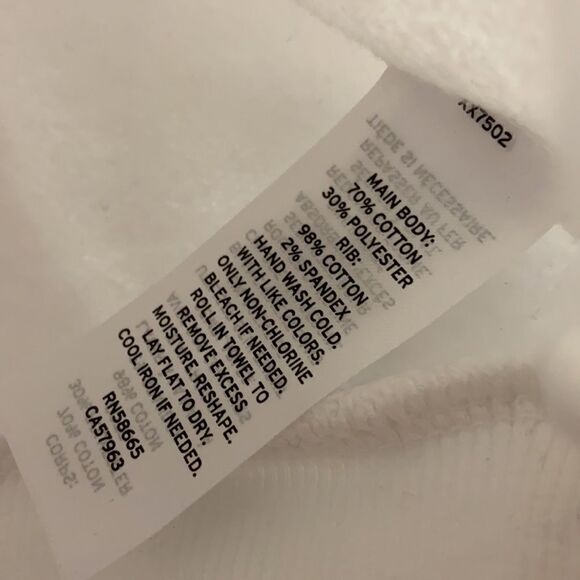 XX7502
MAIN BODY:
70% COTTON
30% POLYESTER
RIB:
98% COTTON
2% SPANDEX
HAND WASH COLD.
WITH LIKE COLORS.
ONLY NON-CHLORINE
BLEACH IF NEEDED.
ROLL IN TOWEL TO
REMOVE EXCESS
MOISTURE. RESHAPE.
LAY FLAT TO DRY.
COOL IRON IF NEEDED.
RN58665
CA57963